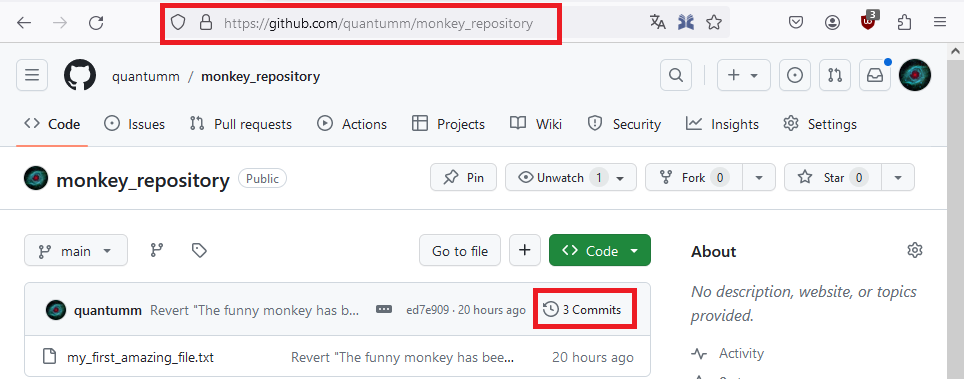 https://github.com/quantumm/monkey_repository
3
quantumm / monkey_repository
Code Issues Pull requests Actions Projects Wiki Security Insights Settings
monkey_repository Public Pin Unwatch 1 Fork 0 Star 0
main Go to file + Code About
quantumm Revert "The funny monkey has b... ed7e909 · 20 hours ago 3 Commits
No description, website, or topics
provided.
my_first_amazing_file.txt Revert "The funny monkey has bee... 20 hours ago
Activity